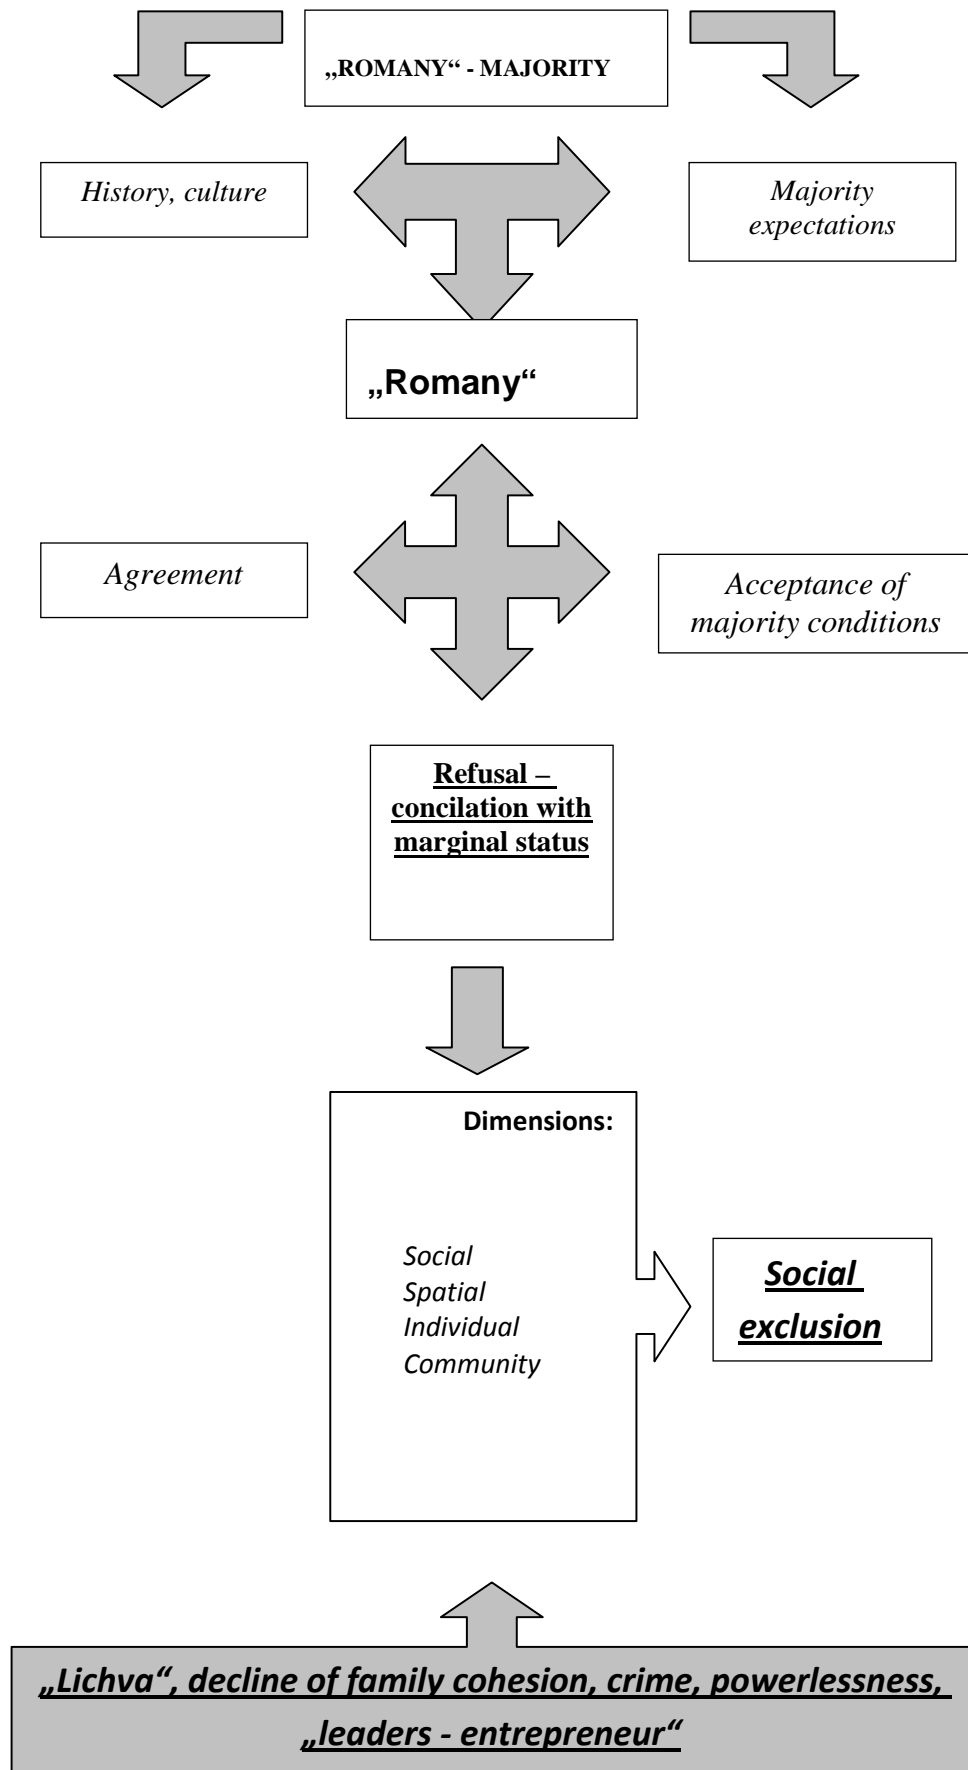 „ROMANY“ - MAJORITY
History, culture
Majority
expectations
„Romany“
Agreement
Acceptance of
majority conditions
Refusal –
concilation with
marginal status
Dimensions:
Social
Spatial
Individual
Community
Social
exclusion
„Lichva“, decline of family cohesion, crime, powerlessness,
„leaders - entrepreneur“